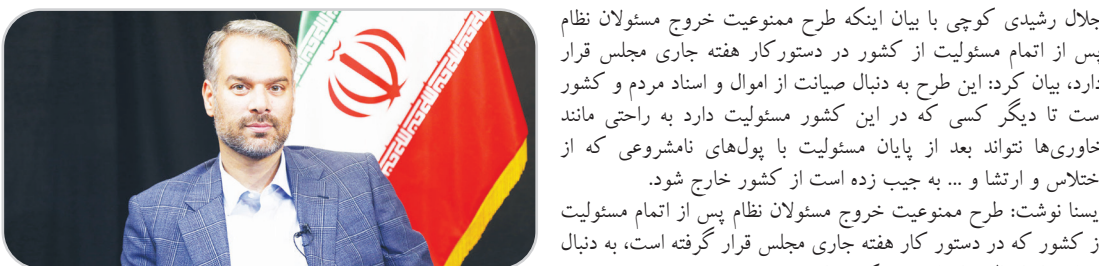 جلال رشیدی کوچی با بیان اینکه طرح ممنوعیت خروج مسئولان نظام
پس از اتمام مسئولیت از کشور در دستورکار هفته جاری مجلس قرار
دارد، بیان کرد: این طرح به دنبال صیانت از اموال و اسناد مردم و کشور
ست تا دیگر کسی که در این کشور مسئولیت دارد به راحتی مانند
خاوری‌ها نتواند بعد از پایان مسئولیت با پول‌های نامشروعی که از
ختلاس و ارتشا و ... به جیب زده است از کشور خارج شود.
یسنا نوشت: طرح ممنوعیت خروج مسئولان نظام پس از اتمام مسئولیت
ز کشور که در دستور کار هفته جاری مجلس قرار گرفته است، به دنبال